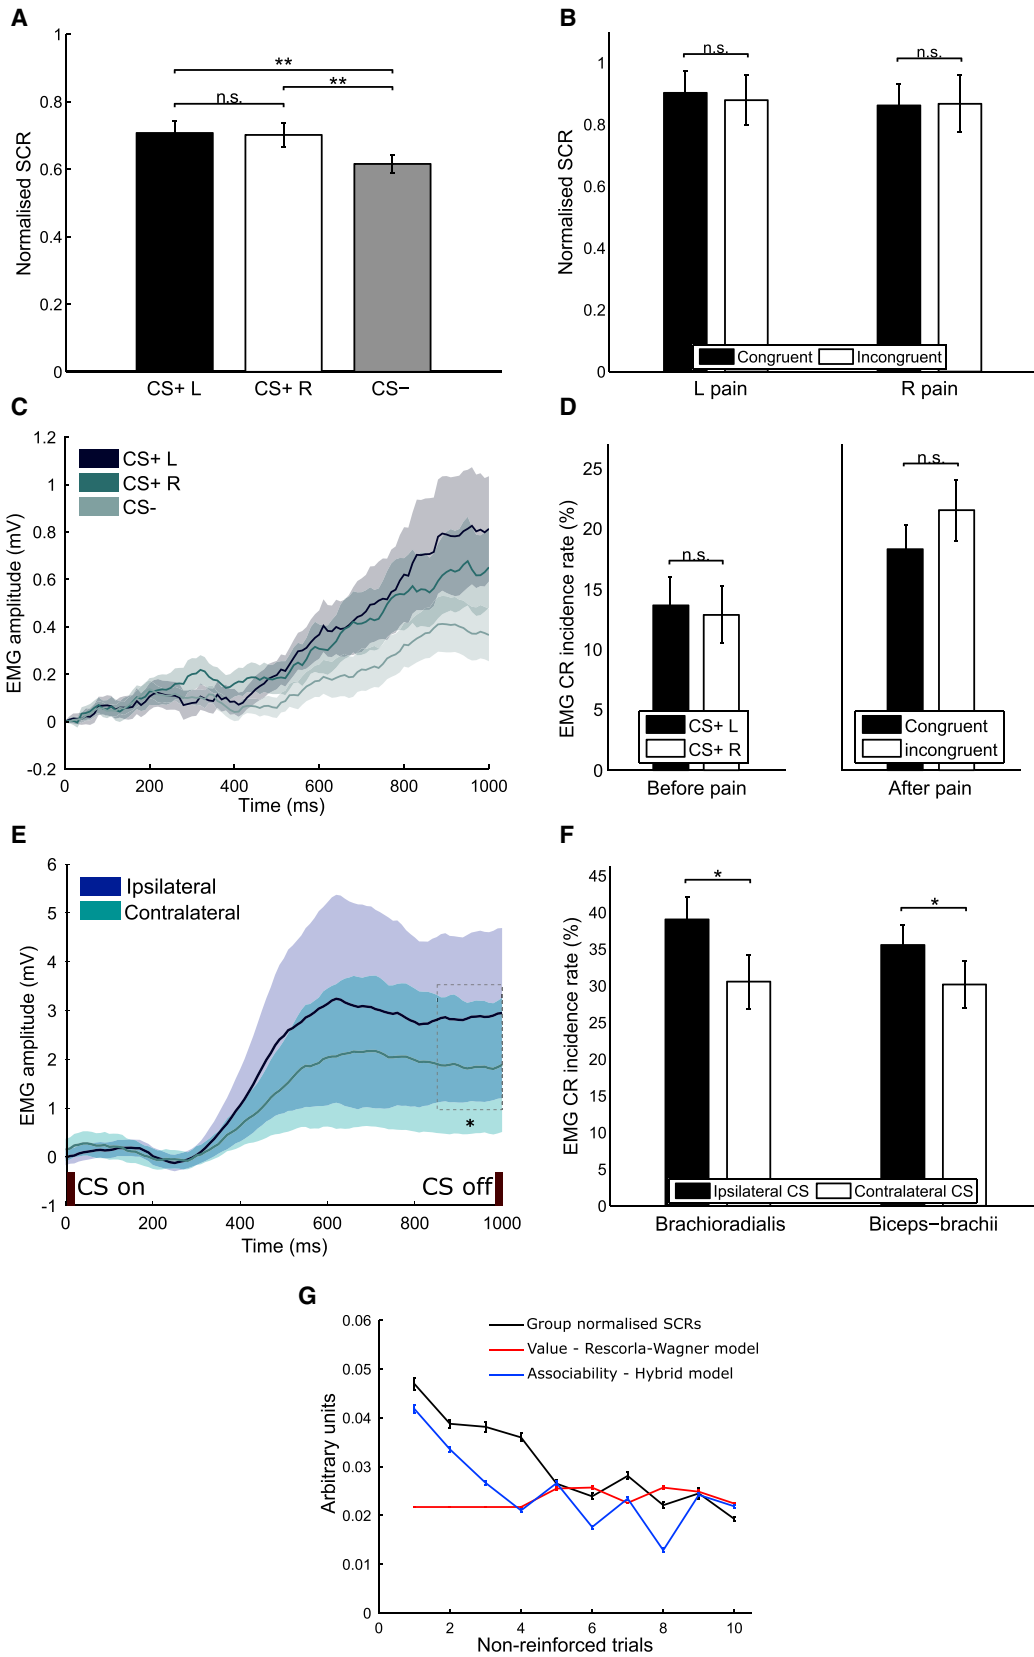 A
Normalised SCR
1
0.8
0.6
0.4
0.2
0
**
**
n.s.
CS+ L
CS+ R
CS−
B
Normalised SCR
1
0.8
0.6
0.4
0.2
0
n.s.
n.s.
Congruent
Incongruent
L pain
R pain
C
EMG amplitude (mV)
1.2
1
0.8
0.6
0.4
0.2
0
-0.2
CS+ L
CS+ R
CS-
0
200
400
600
800
1000
Time (ms)
D
EMG CR incidence rate (%)
25
20
15
10
5
0
n.s.
CS+ L
CS+ R
Before pain
n.s.
Congruent
incongruent
After pain
E
EMG amplitude (mV)
6
5
4
3
2
1
0
-1
Ipsilateral
Contralateral
*
CS on
CS off
0
200
400
600
800
1000
Time (ms)
F
EMG CR incidence rate (%)
45
40
35
30
25
20
15
10
5
0
*
*
Ipsilateral CS
Contralateral CS
Brachioradialis
Biceps−brachii
G
Arbitrary units
0.06
0.05
0.04
0.03
0.02
0.01
0
Group normalised SCRs
Value - Rescorla-Wagner model
Associability - Hybrid model
0
2
4
6
8
10
Non-reinforced trials